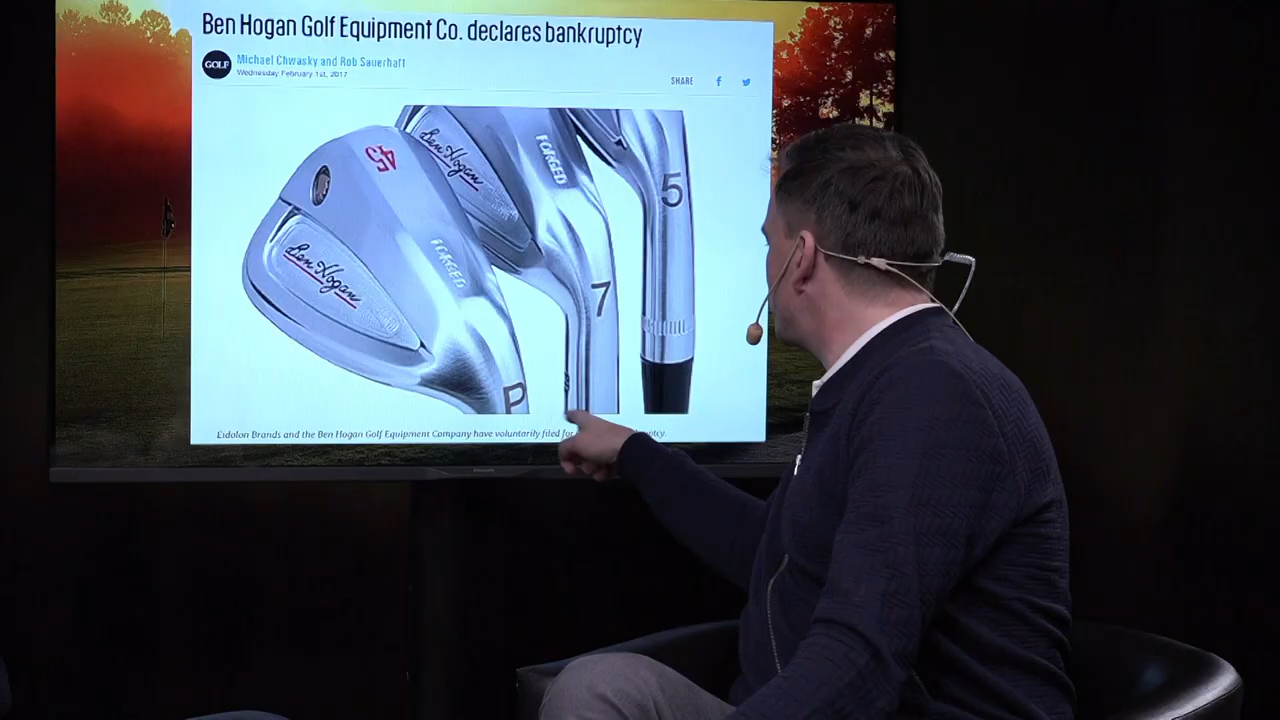 Ben Hogan Golf Equipment Co. declares bankruptcy
GOLF
Michael Chwasky and Rob Sauerhaft
Wednesday February 1st, 2017
SHARE
45
Ben Hogan
FORGED
P
Ben Hogan
FORGED
7
5
Eidolon Brands and the Ben Hogan Golf Equipment Company have voluntarily filed for